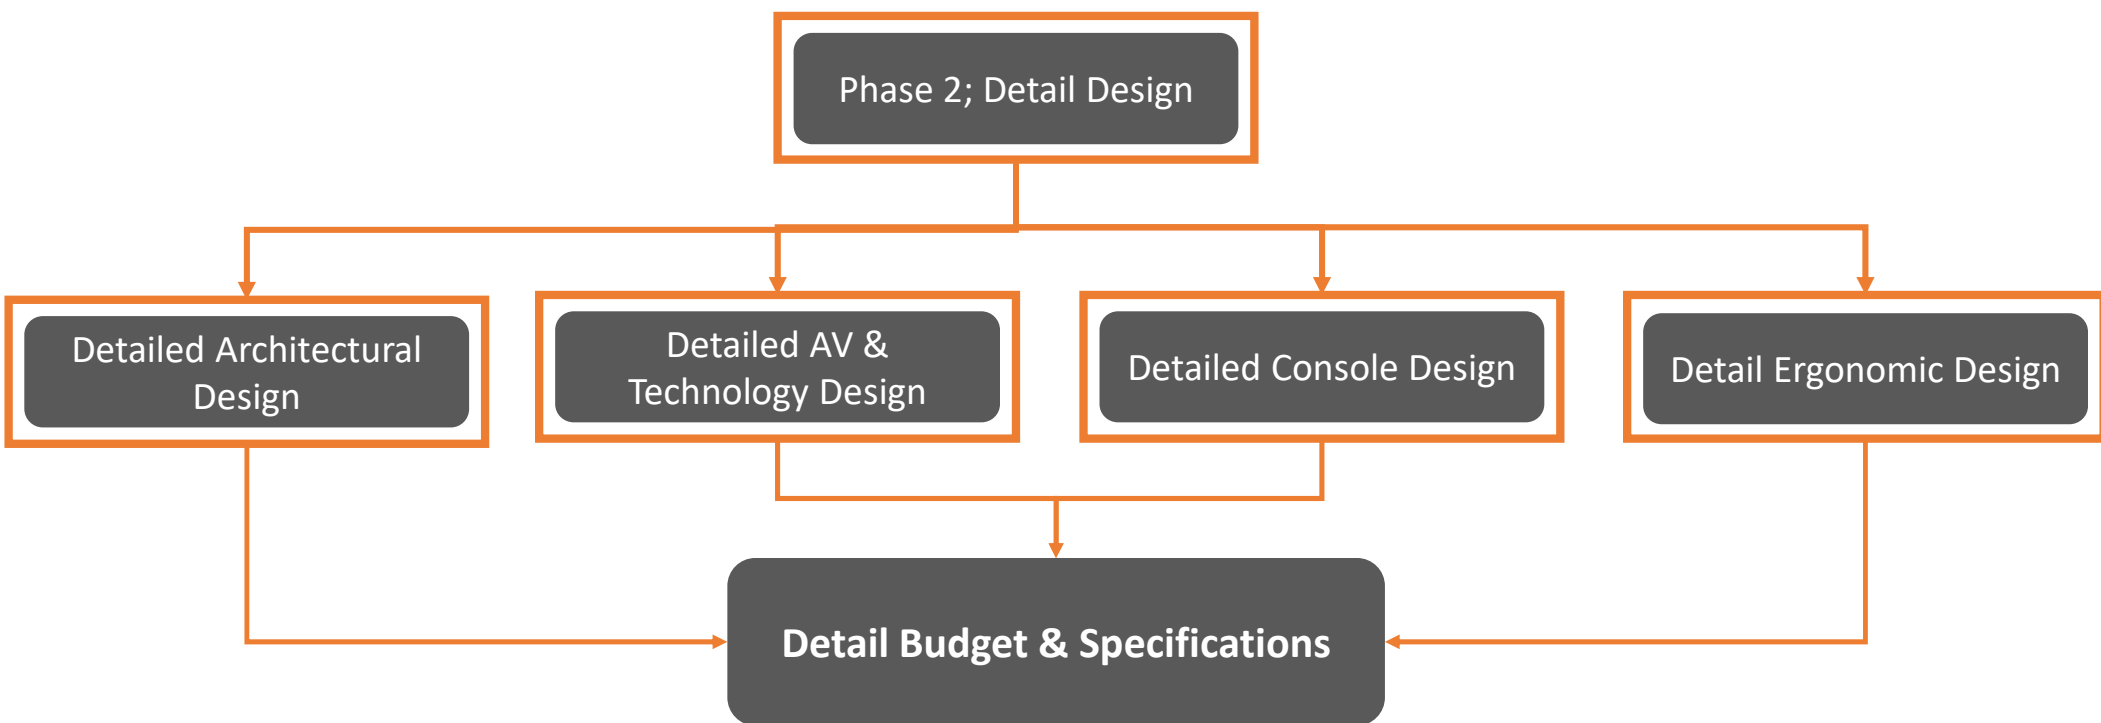 Phase 2; Detail Design
Detailed Architectural
Design
Detailed AV &
Technology Design
Detailed Console Design
Detail Ergonomic Design
Detail Budget & Specifications